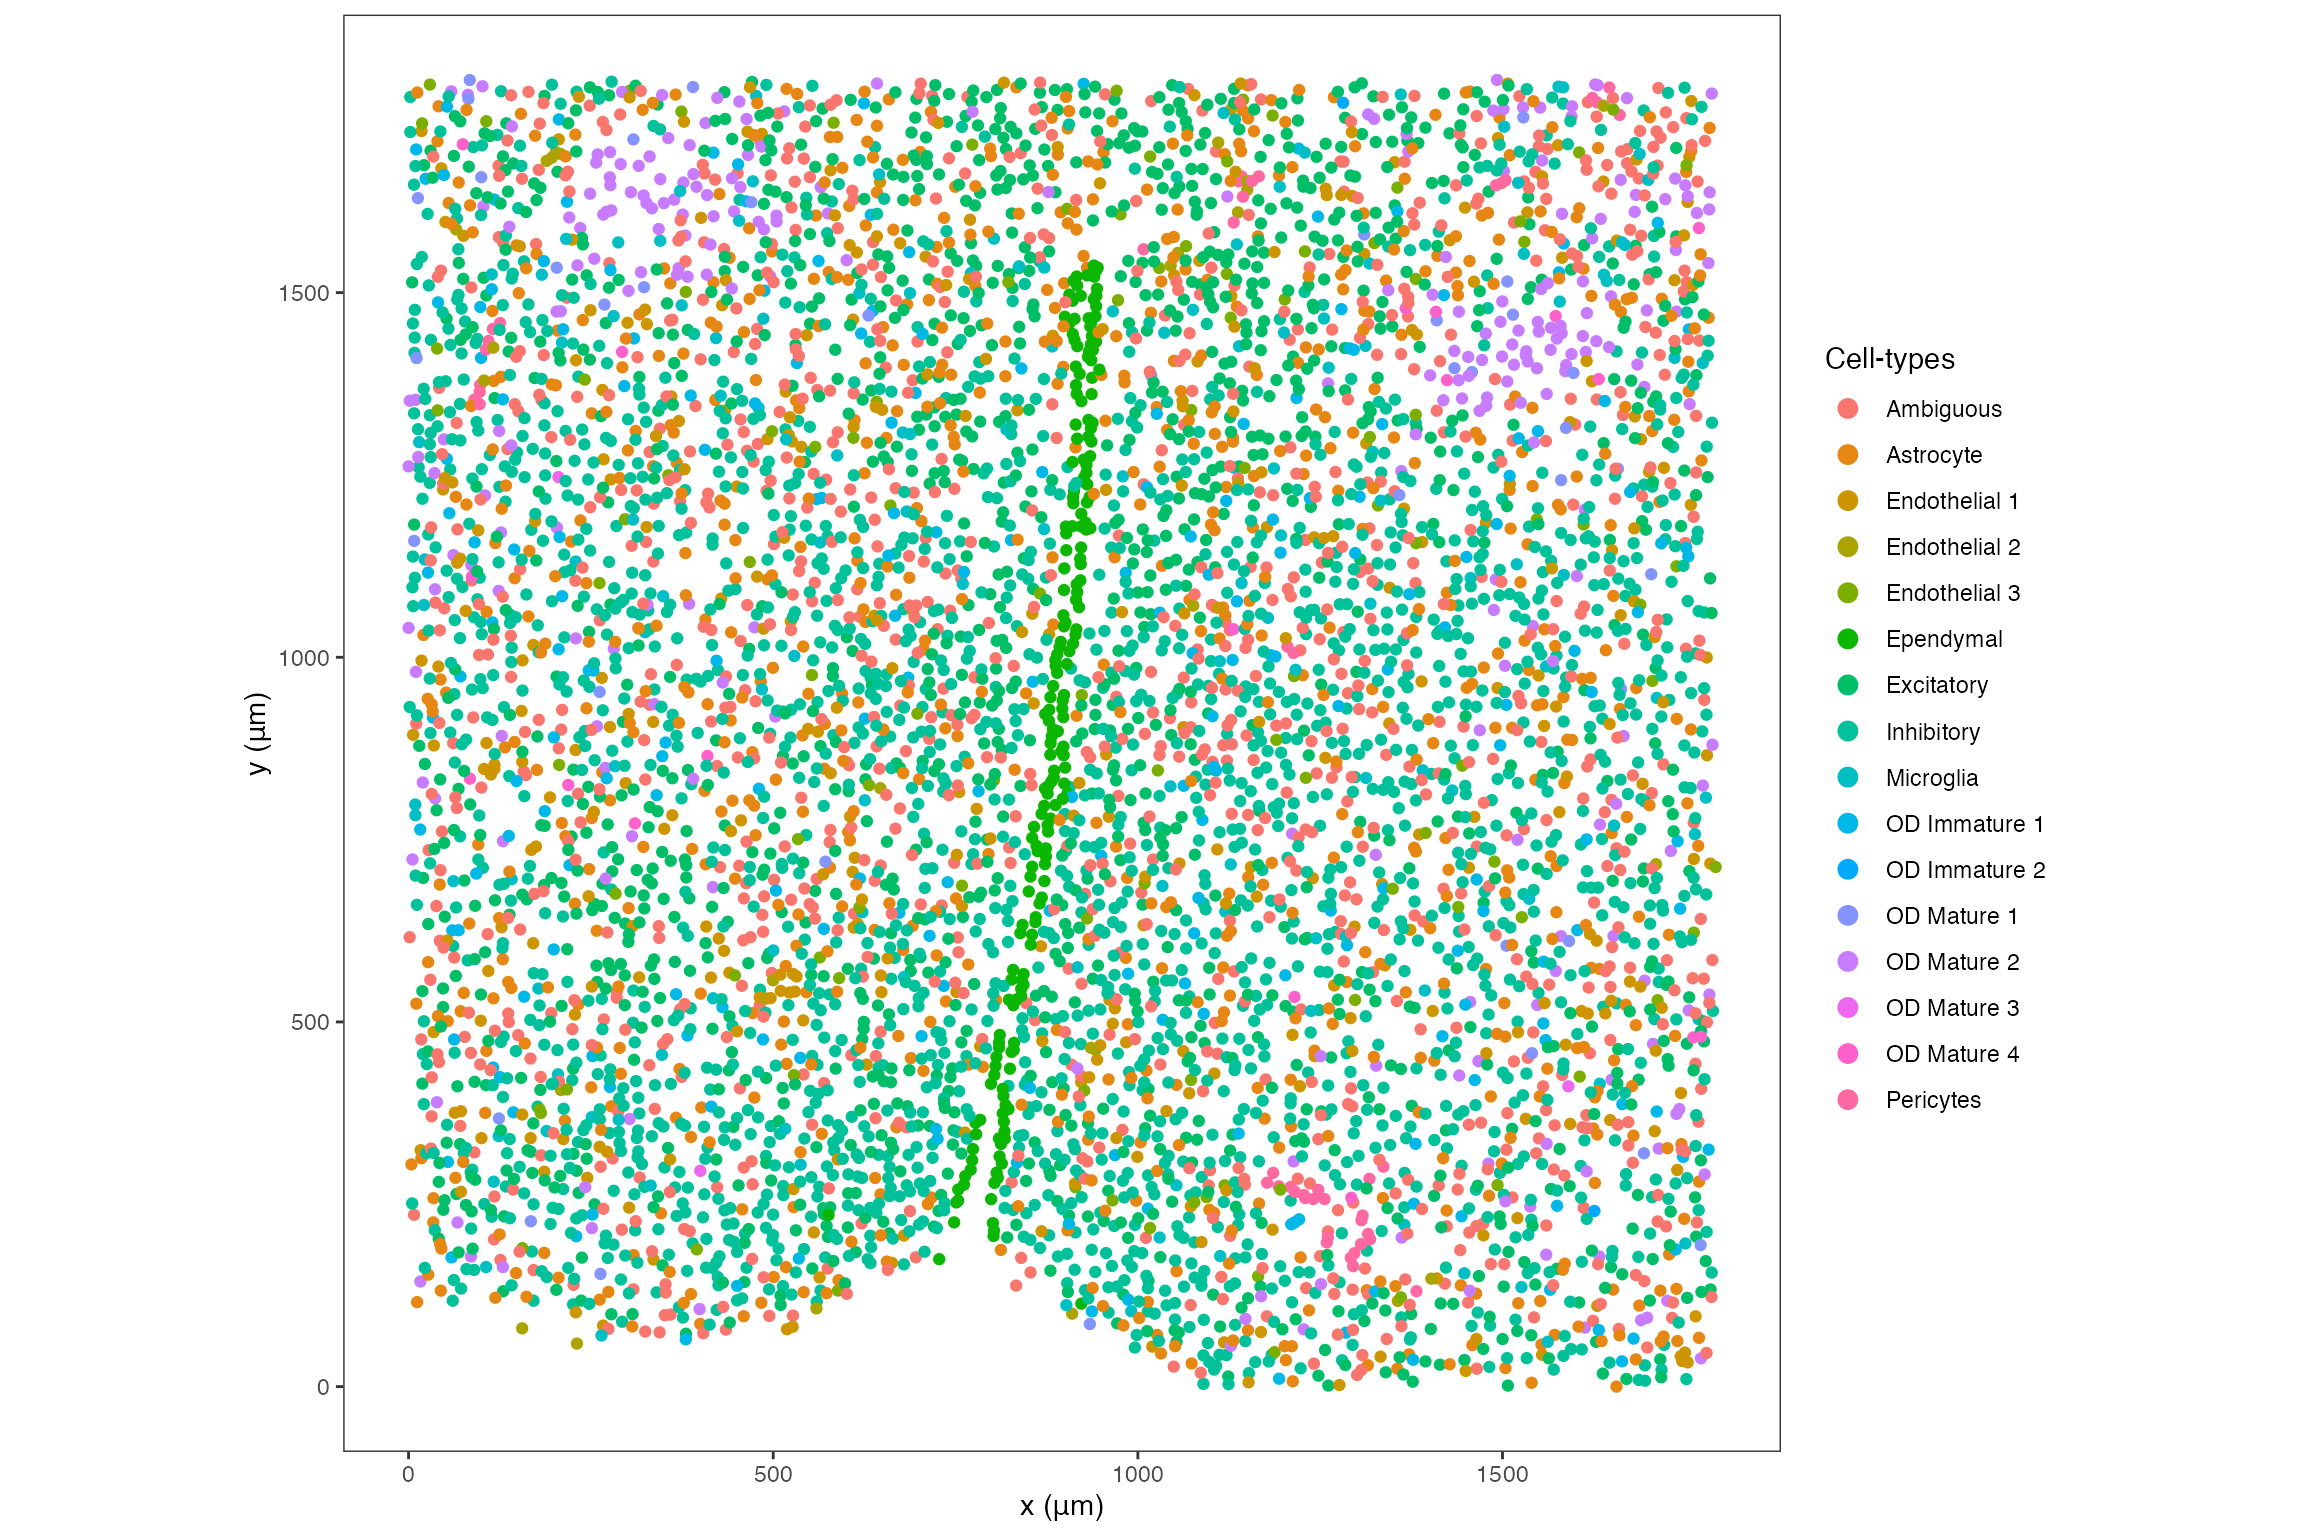 1500
1000
500
0
y (μm)
0
500
1000
1500
x (μm)
Cell-types
Ambiguous
Astrocyte
Endothelial 1
Endothelial 2
Endothelial 3
Ependymal
Excitatory
Inhibitory
Microglia
OD Immature 1
OD Immature 2
OD Mature 1
OD Mature 2
OD Mature 3
OD Mature 4
Pericytes